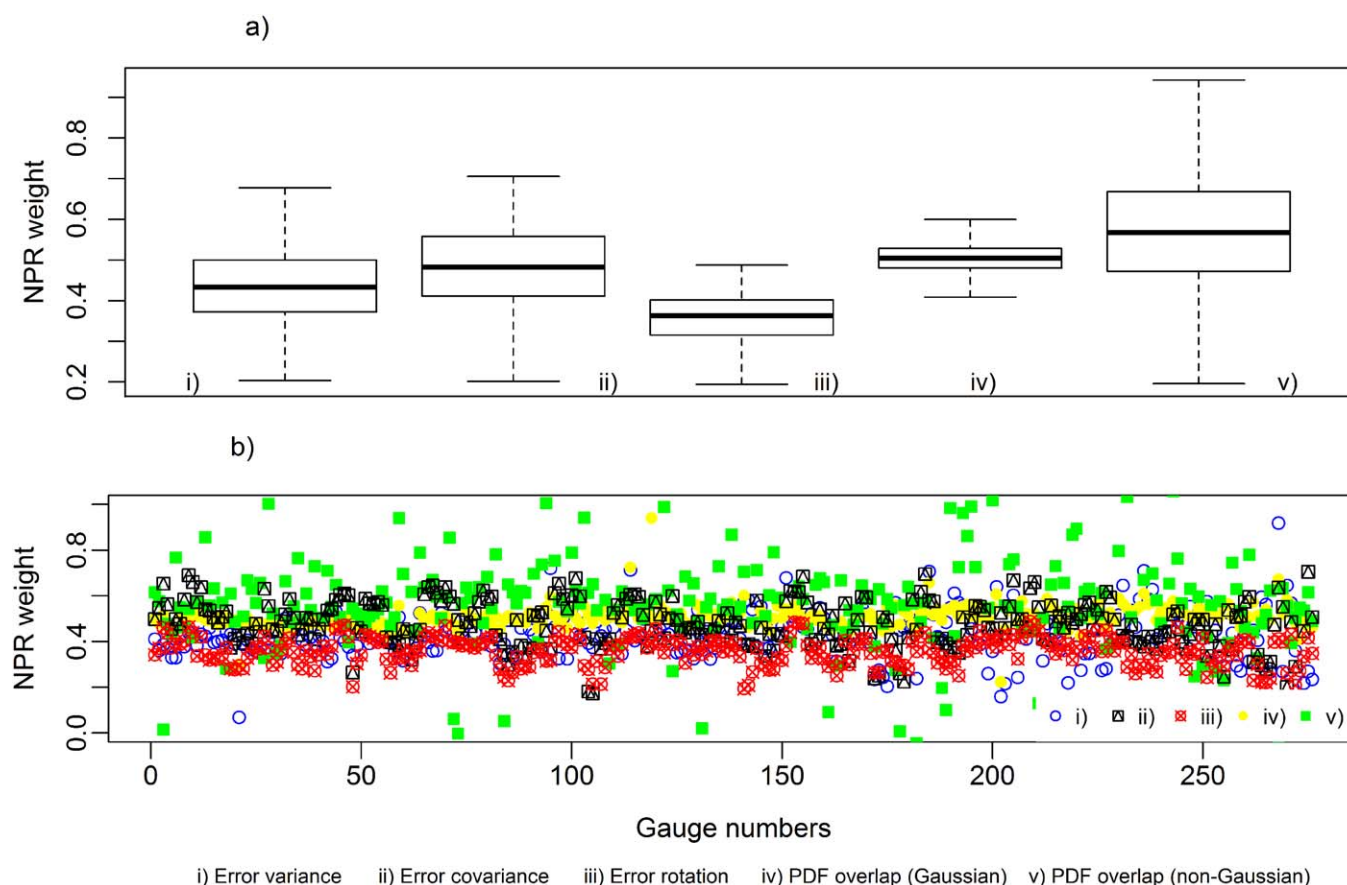 a)
NPR weight
0.2 0.4 0.6 0.8
i) ii) iii) iv) v)
b)
NPR weight
0.0 0.4 0.8
i) ii) iii) iv) v)
0 50 100 150 200 250
Gauge numbers
i) Error variance ii) Error covariance iii) Error rotation iv) PDF overlap (Gaussian) v) PDF overlap (non-Gaussian)